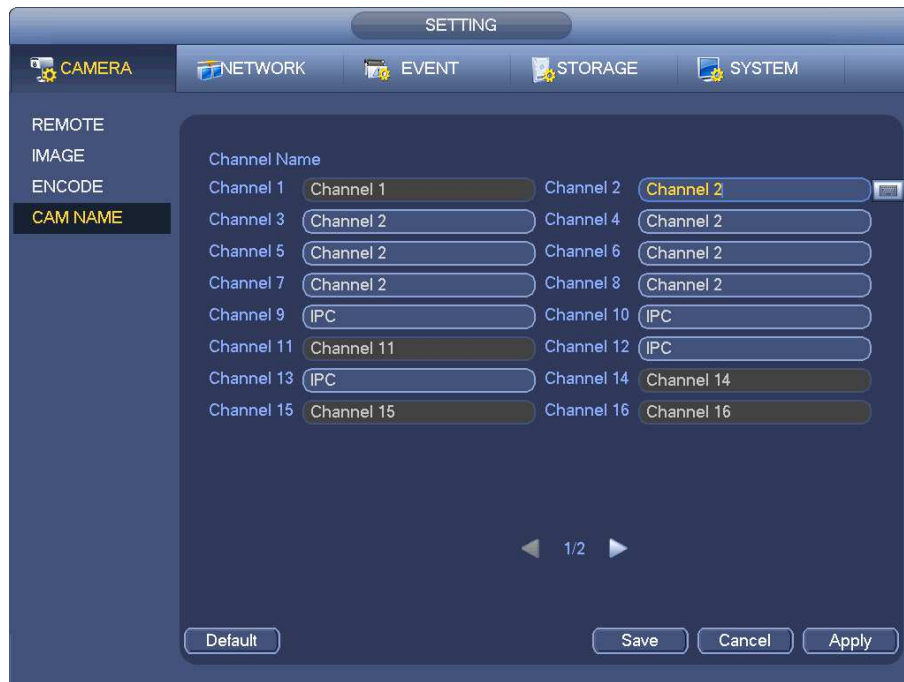 SETTING
CAMERA NETWORK EVENT STORAGE SYSTEM
REMOTE
IMAGE
ENCODE
CAM NAME
Channel Name
Channel 1 Channel 1 Channel 2 Channel 2
Channel 3 Channel 2 Channel 4 Channel 2
Channel 5 Channel 2 Channel 6 Channel 2
Channel 7 Channel 2 Channel 8 Channel 2
Channel 9 IPC Channel 10 IPC
Channel 11 Channel 11 Channel 12 IPC
Channel 13 IPC Channel 14 Channel 14
Channel 15 Channel 15 Channel 16 Channel 16
1/2
Default Save Cancel Apply